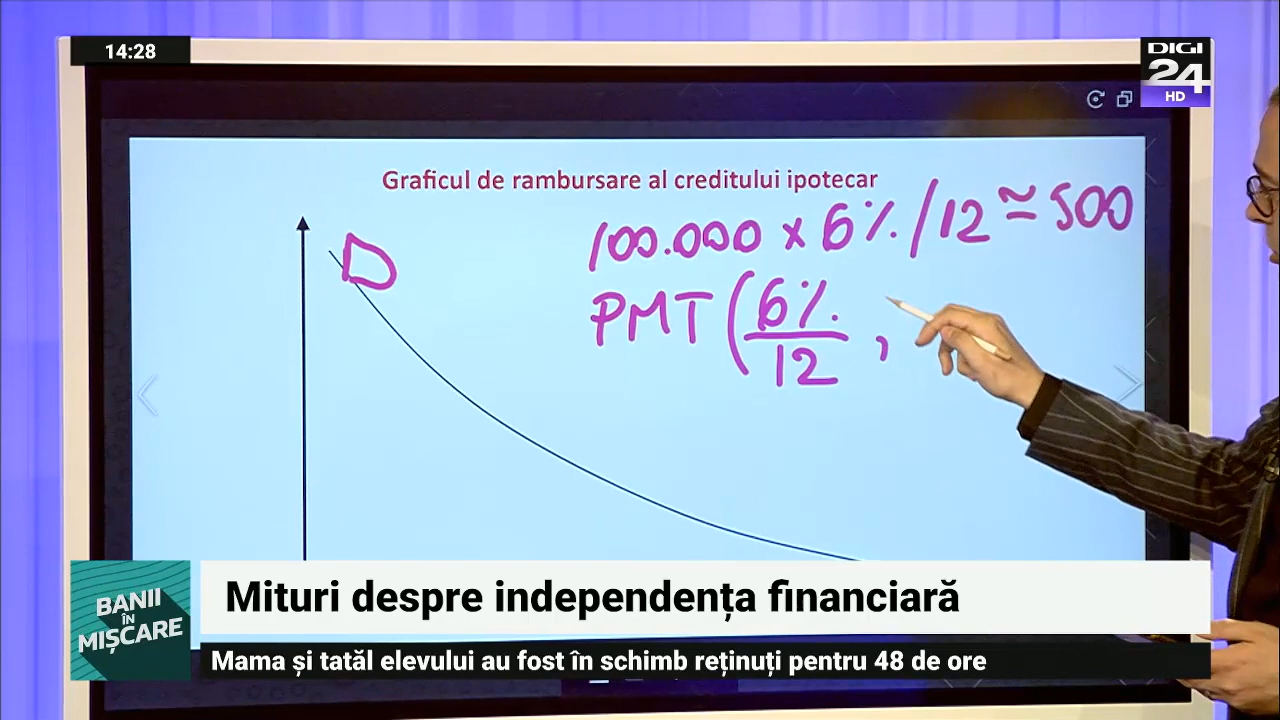 14:28
DIGI
24
HD
Graficul de rambursare al creditului ipotecar
100.000 x 6% / 12 ≃ 500
PMT ( 6%
12 ,
BANII
ÎN
MIȘCARE
Mituri despre independența financiară
Mama și tatăl elevului au fost în schimb reținuți pentru 48 de ore